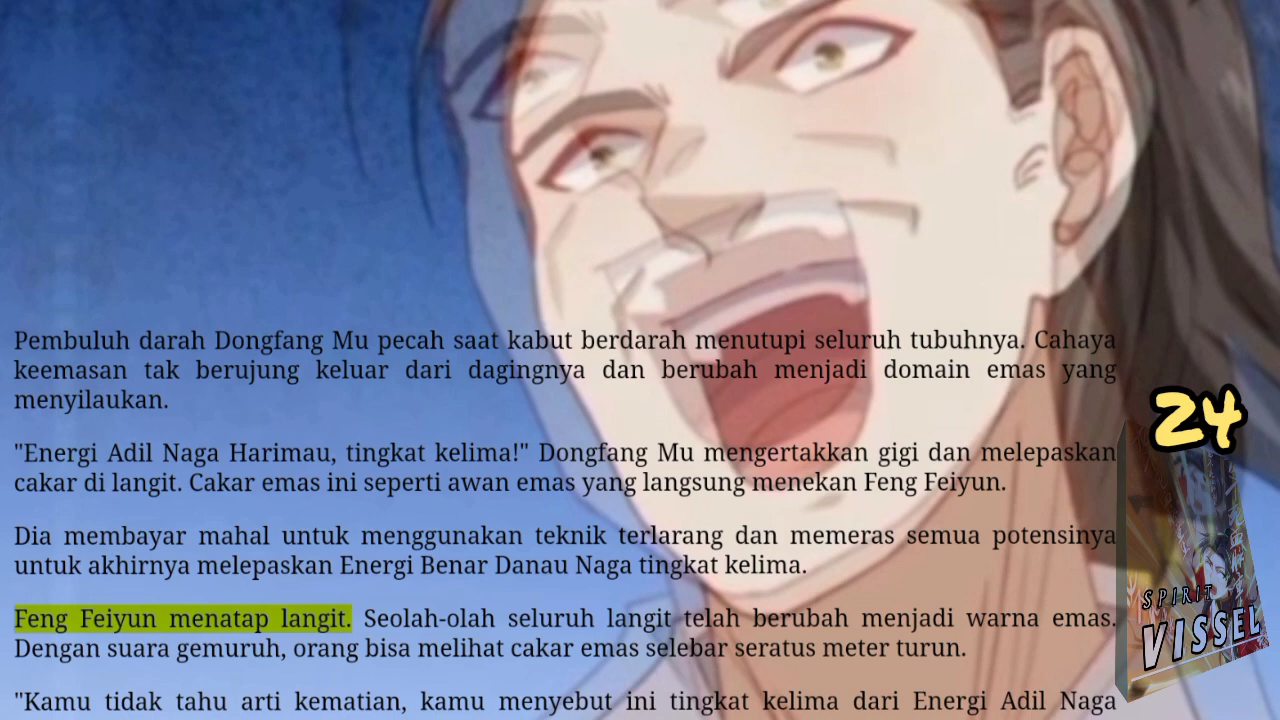 Pembuluh darah Dongfang Mu pecah saat kabut berdarah menutupi seluruh tubuhnya. Cahaya
keemasan tak berujung keluar dari dagingnya dan berubah menjadi domain emas yang
menyilaukan.
"Energi Adil Naga Harimau, tingkat kelima!" Dongfang Mu mengertakkan gigi dan melepaskan
cakar di langit. Cakar emas ini seperti awan emas yang langsung menekan Feng Feiyun.
Dia membayar mahal untuk menggunakan teknik terlarang dan memeras semua potensinya
untuk akhirnya melepaskan Energi Benar Danau Naga tingkat kelima.
Feng Feiyun menatap langit. Seolah-olah seluruh langit telah berubah menjadi warna emas.
Dengan suara gemuruh, orang bisa melihat cakar emas selebar seratus meter turun.
"Kamu tidak tahu arti kematian, kamu menyebut ini tingkat kelima dari Energi Adil Naga
24
SPIRIT
VISSEL